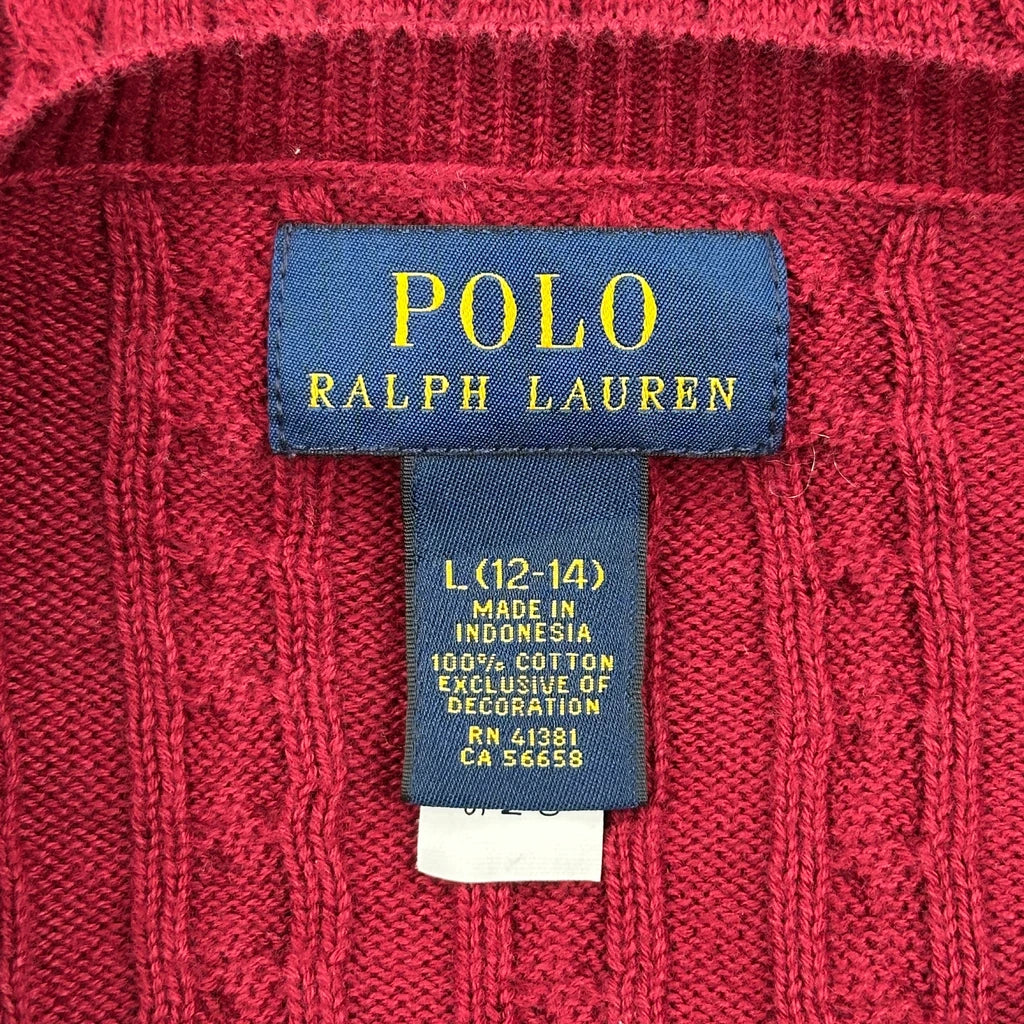 POLO
RALPH LAUREN
L (12-14)
MADE IN
INDONESIA
100% COTTON
EXCLUSIVE OF
DECORATION
RN 41381
CA 56658